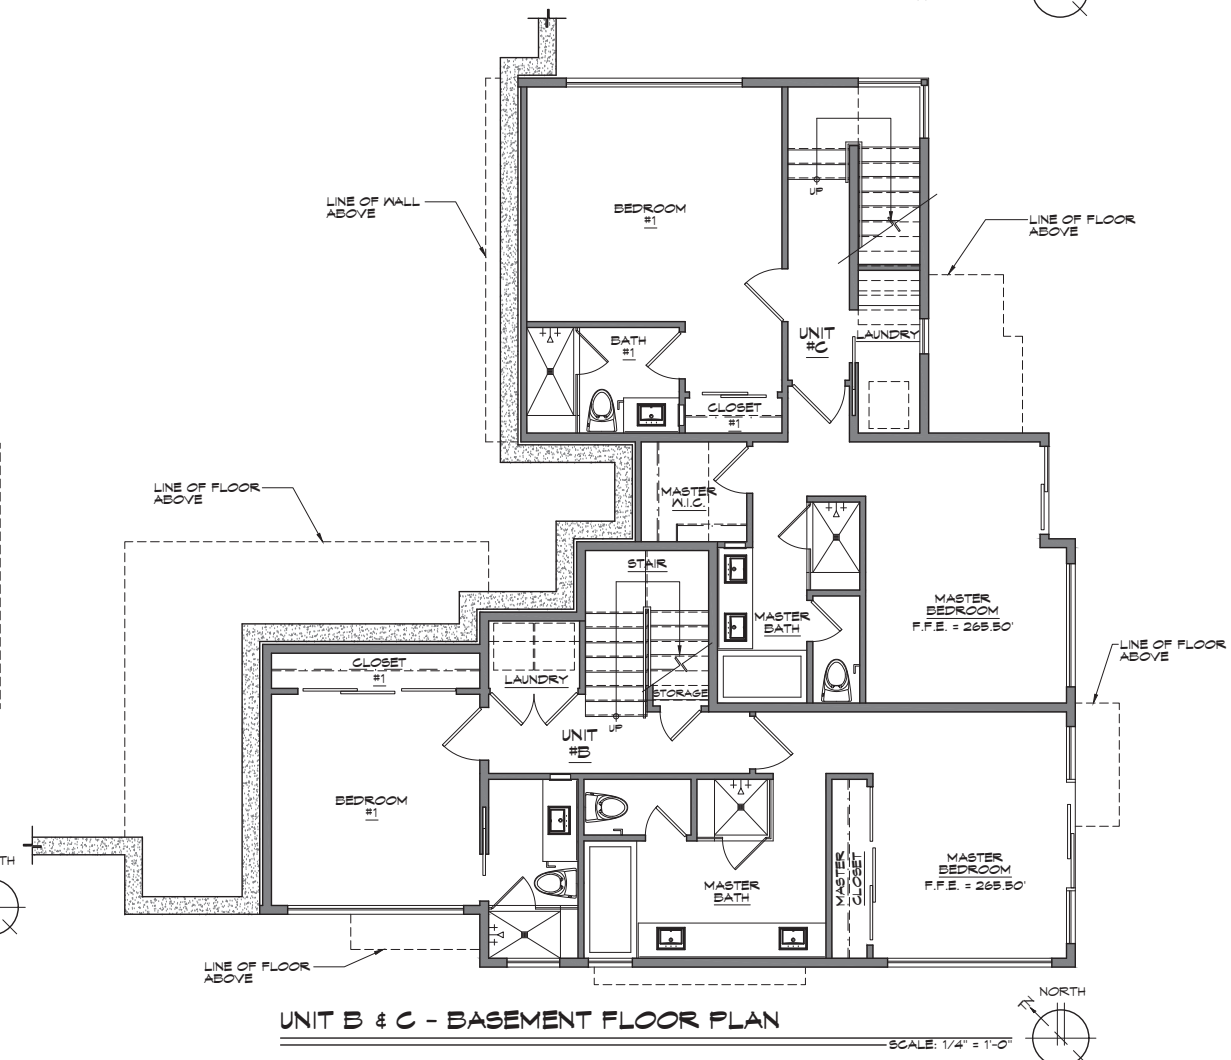 LINE OF WALL
ABOVE
BEDROOM
#1
UP
LINE OF FLOOR
ABOVE
BATH
#1
UNIT
#C
LAUNDRY
CLOSET
#1
LINE OF FLOOR
ABOVE
MASTER
W.I.C.
STAIR
MASTER
BATH
MASTER
BEDROOM
F.F.E. = 265.50'
LINE OF FLOOR
ABOVE
CLOSET
#1
LAUNDRY
STORAGE
UP
UNIT
#B
BEDROOM
#1
TH
MASTER
BATH
MASTER
CLOSET
MASTER
BEDROOM
F.F.E. = 265.50'
LINE OF FLOOR
ABOVE
NORTH
N
UNIT B & C - BASEMENT FLOOR PLAN
SCALE: 1/4" = 1'-0"